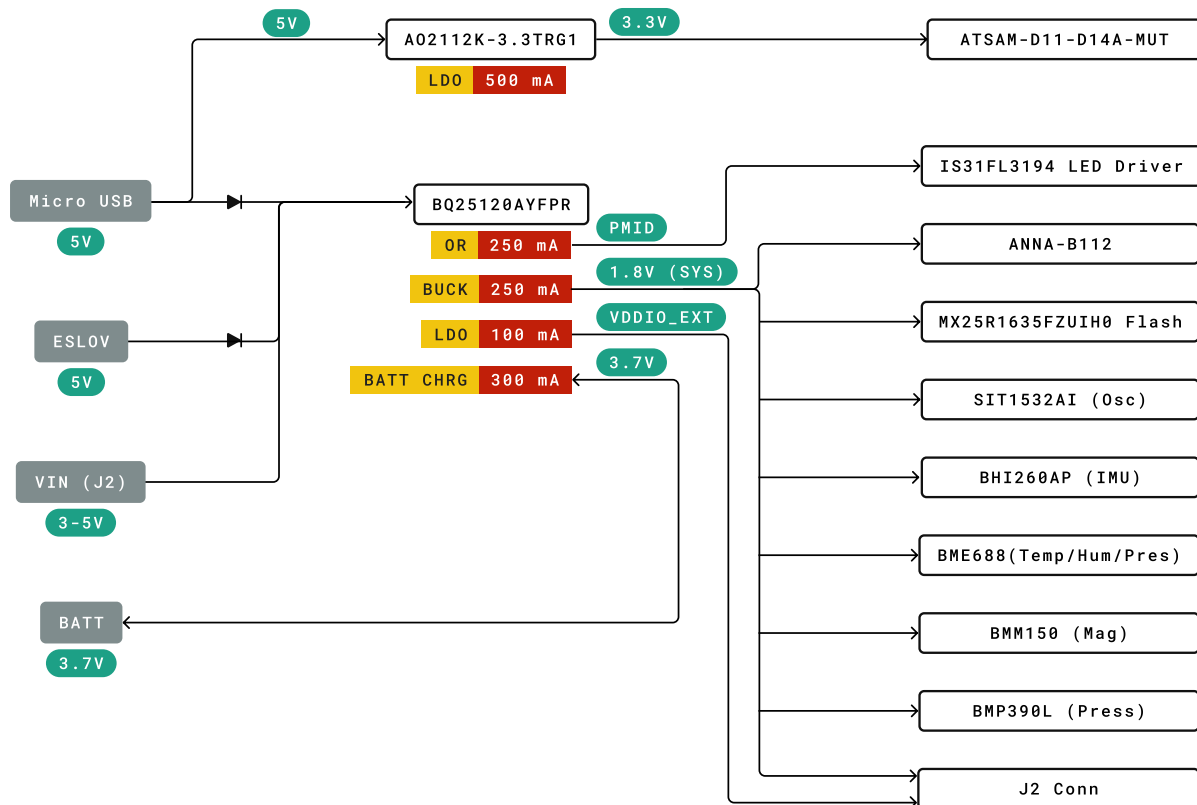 5V
AO2112K-3.3TRG1
3.3V
ATSAM-D11-D14A-MUT
LDO 500 mA
IS31FL3194 LED Driver
Micro USB
5V
BQ25120AYFPR
OR 250 mA
PMID
ANNA-B112
BUCK 250 mA
1.8V (SYS)
LDO 100 mA
VDDIO_EXT
MX25R1635FZUIH0 Flash
ESLOV
5V
BATT CHRG 300 mA
3.7V
SIT1532AI (Osc)
VIN (J2)
3-5V
BHI260AP (IMU)
BME688(Temp/Hum/Pres)
BATT
3.7V
BMM150 (Mag)
BMP390L (Press)
J2 Conn